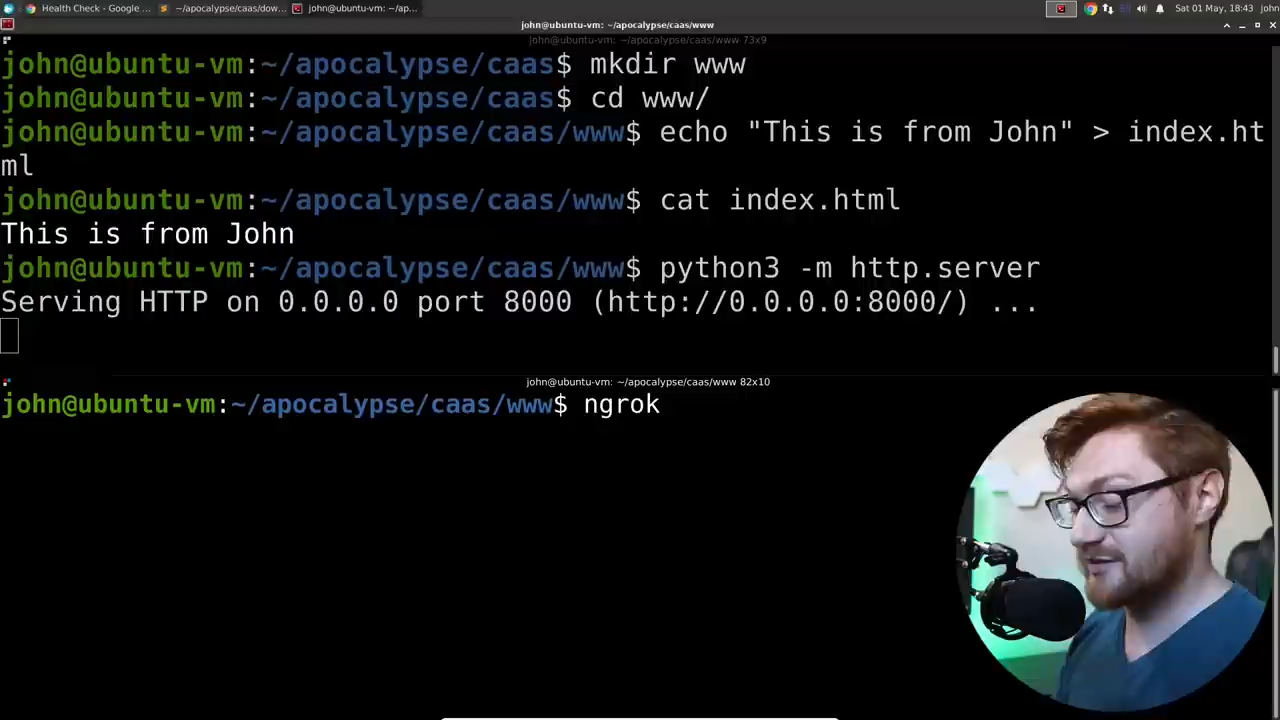 Health Check - Google ...
~/apocalypse/caas/dow...
john@ubuntu-vm: ~/ap...
Sat 01 May, 18:43 john
john@ubuntu-vm: ~/apocalypse/caas/www
john@ubuntu-vm: ~/apocalypse/caas/www 73x9
john@ubuntu-vm:~/apocalypse/caas$ mkdir www
john@ubuntu-vm:~/apocalypse/caas$ cd www/
john@ubuntu-vm:~/apocalypse/caas/www$ echo "This is from John" > index.ht
ml
john@ubuntu-vm:~/apocalypse/caas/www$ cat index.html
This is from John
john@ubuntu-vm:~/apocalypse/caas/www$ python3 -m http.server
Serving HTTP on 0.0.0.0 port 8000 (http://0.0.0.0:8000/) ...
john@ubuntu-vm: ~/apocalypse/caas/www 82x10
john@ubuntu-vm:~/apocalypse/caas/www$ ngrok